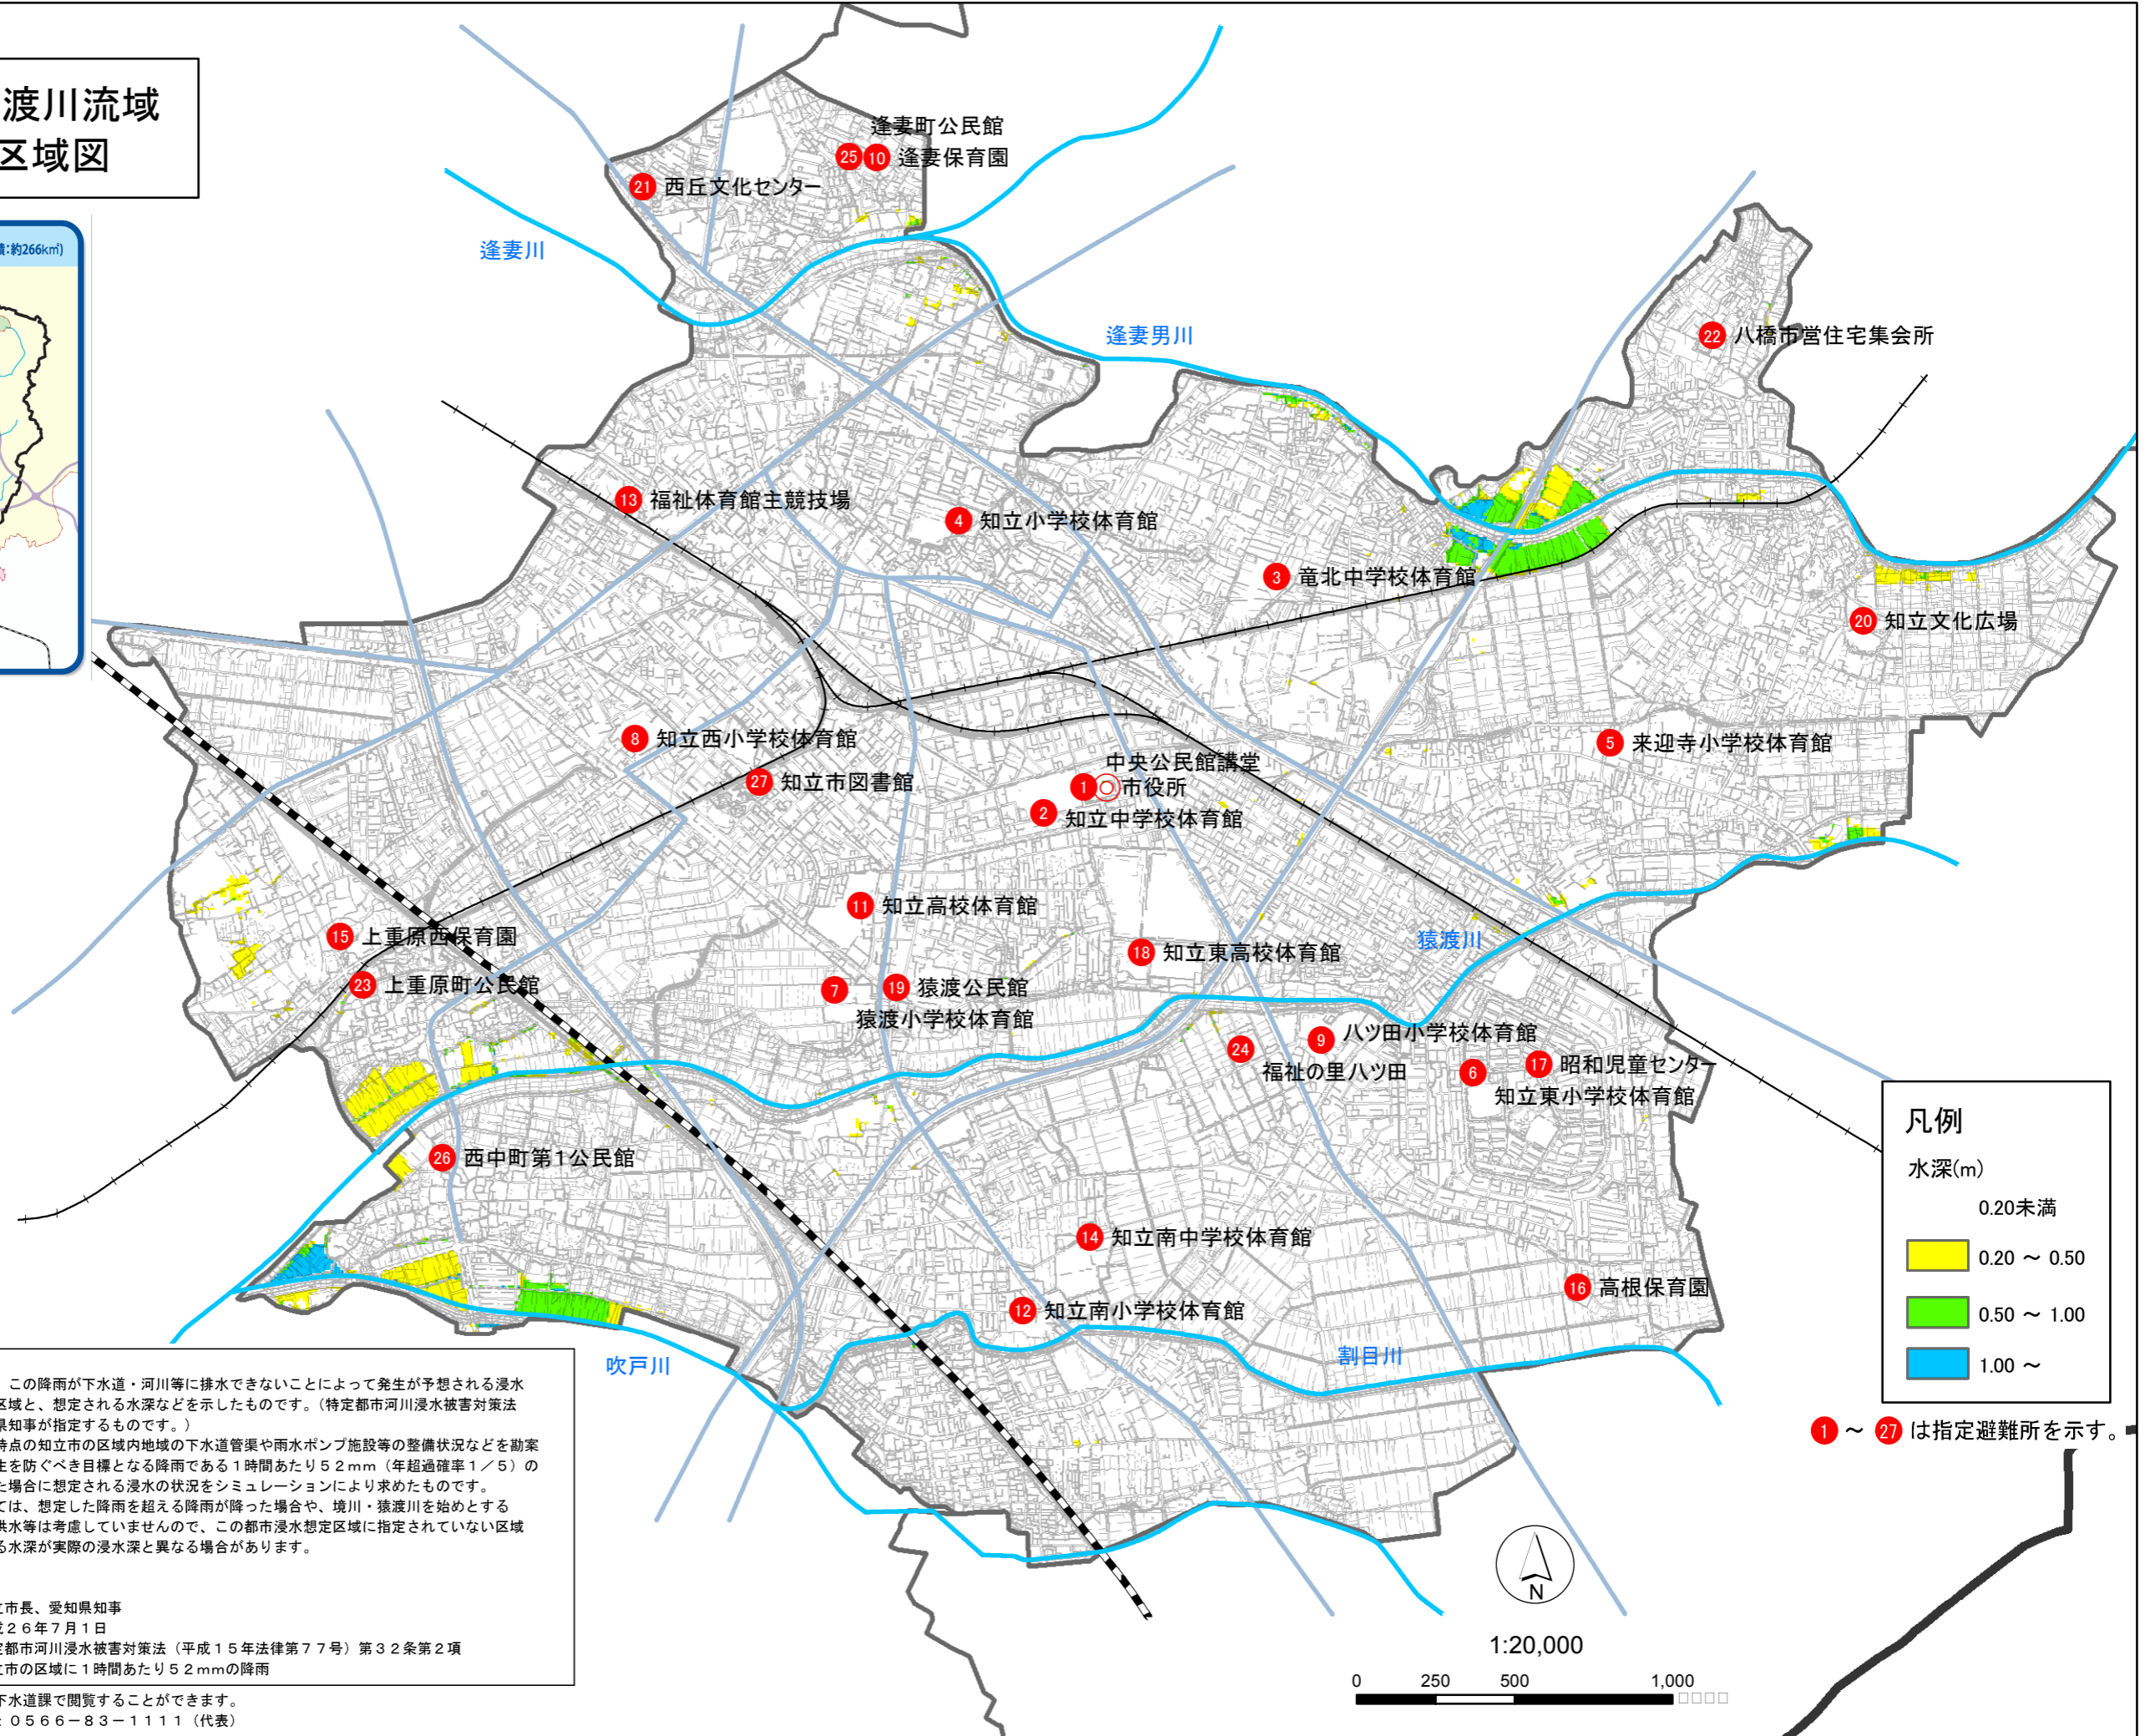 渡川流域
区域図
積:約266k㎡)
逢妻町公民館
25 10 逢妻保育園
21 西丘文化センター
逢妻川
逢妻男川
22 八橋市営住宅集会所
13 福祉体育館主競技場
4 知立小学校体育館
3 竜北中学校体育館
20 知立文化広場
8 知立西小学校体育館
5 来迎寺小学校体育館
27 知立市図書館
中央公民館講堂
1 市役所
2 知立中学校体育館
11 知立高校体育館
15 上重原西保育園
猿渡川
18 知立東高校体育館
23 上重原町公民館
7 19 猿渡公民館
猿渡小学校体育館
9 八ツ田小学校体育館
24
福祉の里八ツ田
17 昭和児童センター
6
知立東小学校体育館
26 西中町第1公民館
14 知立南中学校体育館
16 高根保育園
12 知立南小学校体育館
吹戸川
割目川
凡例
水深(m)
0.20未満
0.20 ～ 0.50
0.50 ～ 1.00
1.00 ～
1 ～ 27 は指定避難所を示す。
この降雨が下水道・河川等に排水できないことによって発生が予想される浸水
区域と、想定される水深などを示したものです。(特定都市河川浸水被害対策法
県知事が指定するものです。)
時点の知立市の区域内地域の下水道管渠や雨水ポンプ施設等の整備状況などを勘案
生を防ぐべき目標となる降雨である1時間あたり52mm(年超過確率1/5)の
た場合に想定される浸水の状況をシミュレーションにより求めたものです。
ては、想定した降雨を超える降雨が降った場合や、境川・猿渡川を始めとする
洪水等は考慮していませんので、この都市浸水想定区域に指定されていない区域
る水深が実際の浸水深と異なる場合があります。
立市長、愛知県知事
成26年7月1日
定都市河川浸水被害対策法(平成15年法律第77号)第32条第2項
立市の区域に1時間あたり52mmの降雨
下水道課で閲覧することができます。
:0566-83-1111(代表)
N
1:20,000
0 250 500 1,000